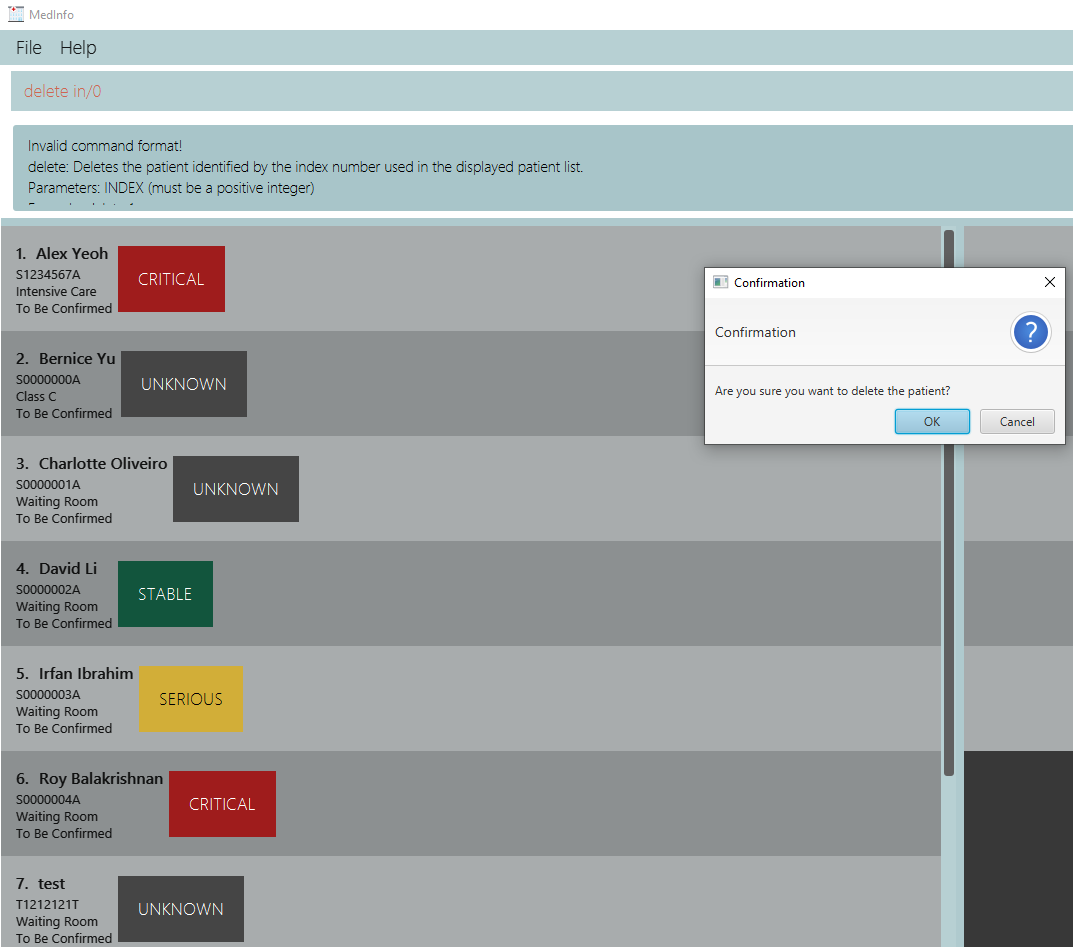 MedInfo
File Help
delete in/0
Invalid command format!
delete: Deletes the patient identified by the index number used in the displayed patient list.
Parameters: INDEX (must be a positive integer)
1. Alex Yeoh
S1234567A
Intensive Care
To Be Confirmed
CRITICAL
Confirmation
Confirmation
?
Are you sure you want to delete the patient?
OK Cancel
2. Bernice Yu
S0000000A
Class C
To Be Confirmed
UNKNOWN
3. Charlotte Oliveiro
S0000001A
Waiting Room
To Be Confirmed
UNKNOWN
4. David Li
S0000002A
Waiting Room
To Be Confirmed
STABLE
5. Irfan Ibrahim
S0000003A
Waiting Room
To Be Confirmed
SERIOUS
6. Roy Balakrishnan
S0000004A
Waiting Room
To Be Confirmed
CRITICAL
7. test
T1212121T
Waiting Room
To Be Confirmed
UNKNOWN